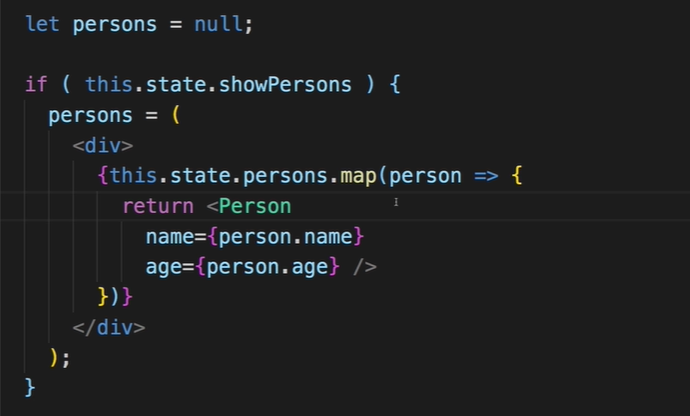 let persons = null;
if ( this.state.showPersons ) {
persons = (
<div>
{this.state.persons.map(person => {
return <Person
name={person.name}
age={person.age} />
})}
</div>
);
}